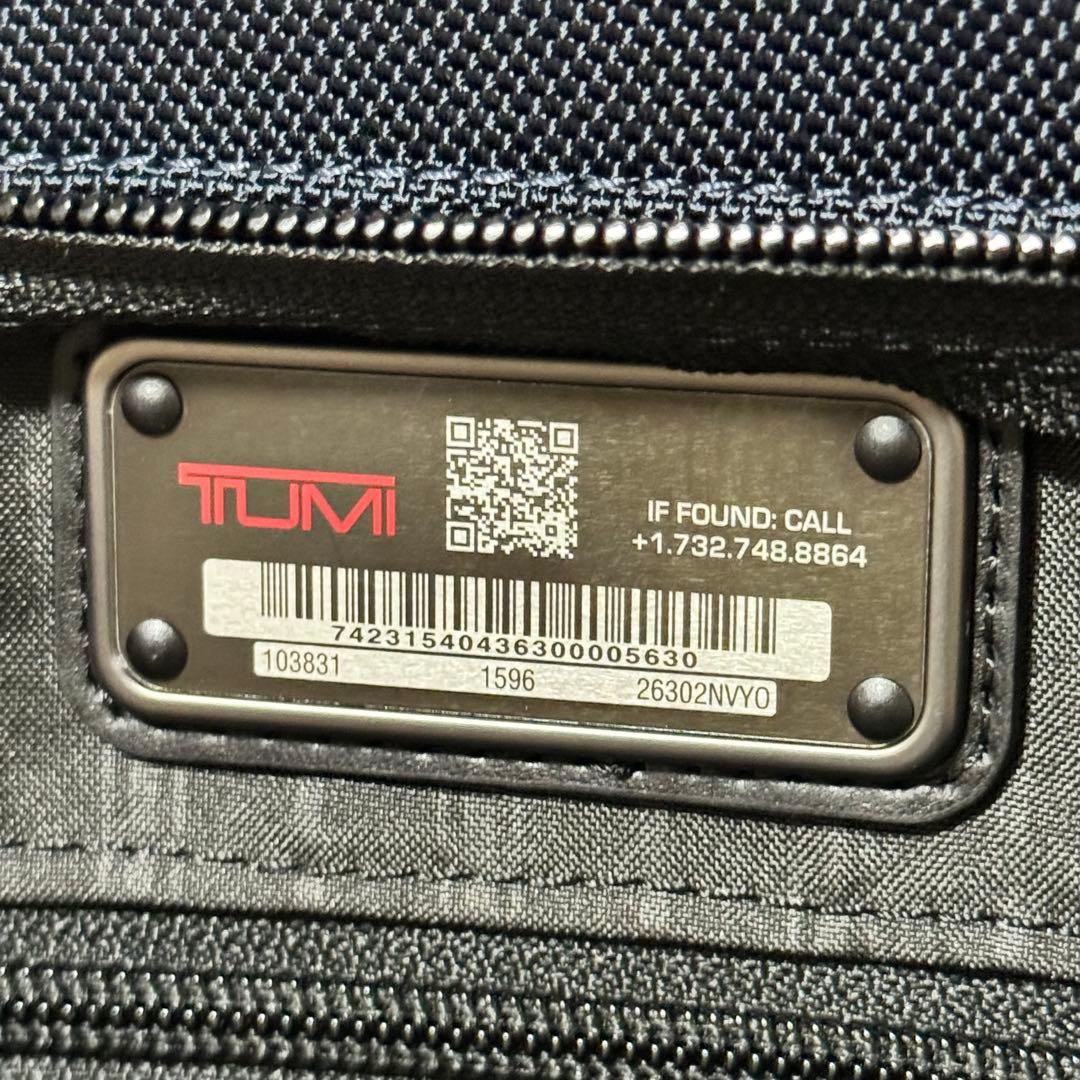 TUMI
IF FOUND: CALL
+1.732.748.8864
74231540436300005630
103831 1596 26302NVYO